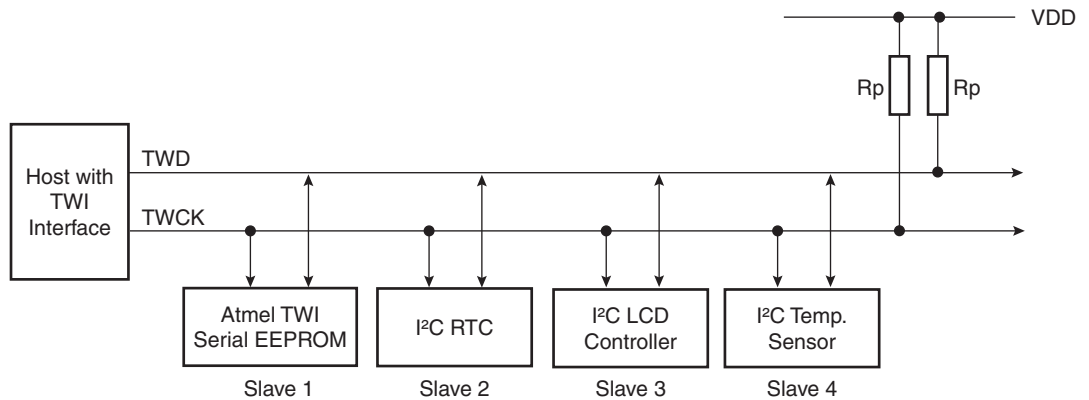 VDD
Rp
Rp
Host with
TWI
Interface
TWD
TWCK
Atmel TWI
Serial EEPROM
Slave 1
I²C RTC
Slave 2
I²C LCD
Controller
Slave 3
I²C Temp.
Sensor
Slave 4